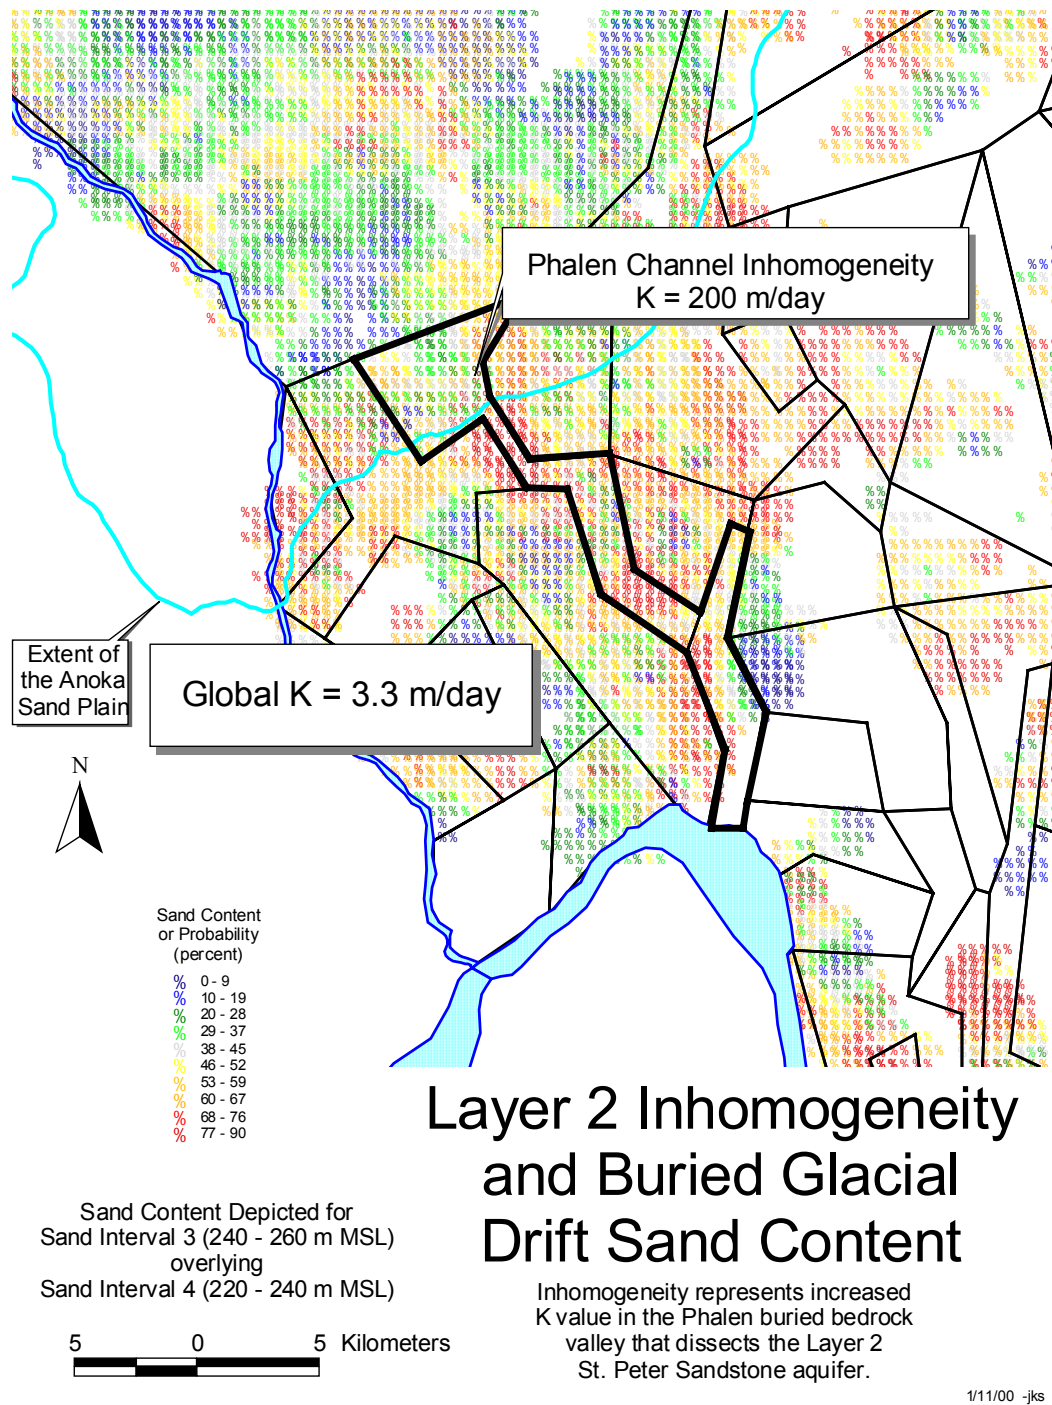 Phalen Channel Inhomogeneity
K = 200 m/day
Extent of
the Anoka
Sand Plain
Global K = 3.3 m/day
N
Sand Content
or Probability
(percent)
% 0 - 9
% 10 - 19
% 20 - 28
% 29 - 37
% 38 - 45
% 46 - 52
% 53 - 59
% 60 - 67
% 68 - 76
% 77 - 90
Layer 2 Inhomogeneity
and Buried Glacial
Drift Sand Content
Sand Content Depicted for
Sand Interval 3 (240 - 260 m MSL)
overlying
Sand Interval 4 (220 - 240 m MSL)
Inhomogeneity represents increased
K value in the Phalen buried bedrock
valley that dissects the Layer 2
St. Peter Sandstone aquifer.
5 0 5 Kilometers
1/11/00 -jks